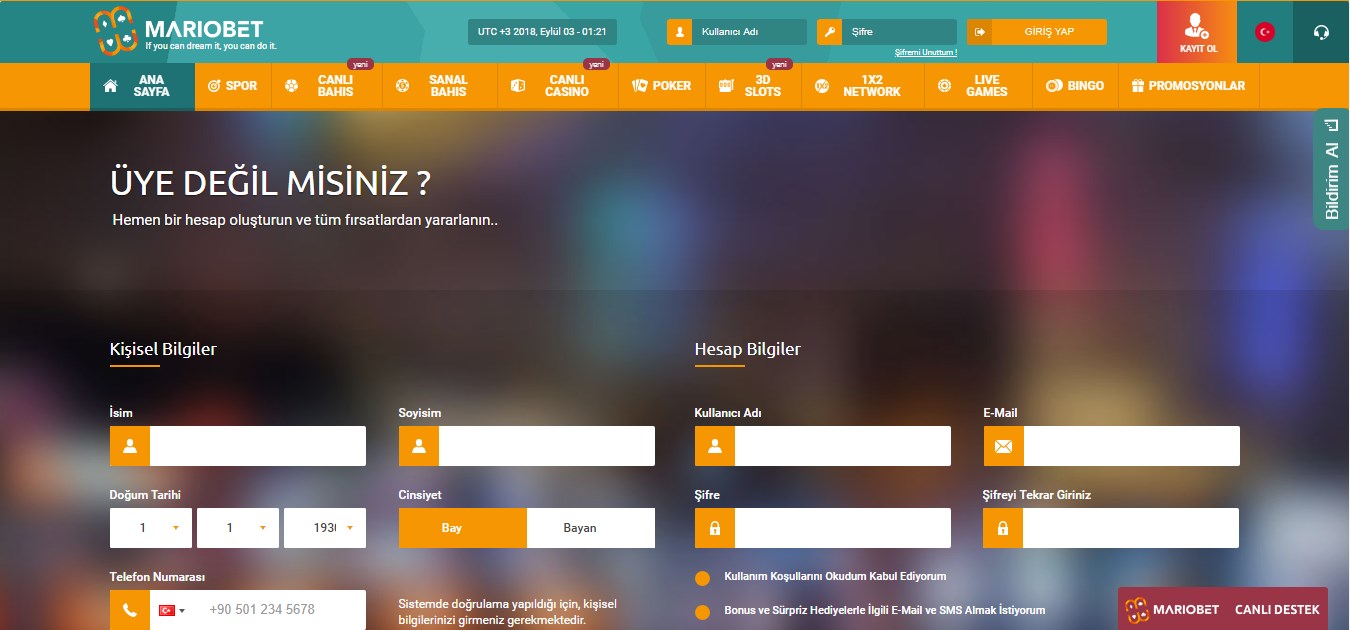 MARIOBET
If you can dream it, you can do it.
UTC +3 2018, Eylül 03 - 01:21
Kullanıcı Adı
Şifre
GİRİŞ YAP
Şifremi Unuttum !
KAYIT OL
ANA SAYFA
SPOR
yeni
CANLI BAHIS
SANAL BAHIS
yeni
CANLI CASINO
POKER
yeni
3D SLOTS
1X2 NETWORK
LIVE GAMES
BINGO
PROMOSYONLAR
Bildirim Al
ÜYE DEĞİL MİSİNİZ ?
Hemen bir hesap oluşturun ve tüm fırsatlardan yararlanın..
Kişisel Bilgiler
Hesap Bilgiler
İsim
Soyisim
Kullanıcı Adı
E-Mail
Doğum Tarihi
Cinsiyet
Şifre
Şifreyi Tekrar Giriniz
1
1
193
Bay
Bayan
Telefon Numarası
+90 501 234 5678
Sistemde doğrulama yapıldığı için, kişisel
bilgilerinizi girmeniz gerekmektedir.
Kullanım Koşullarını Okudum Kabul Ediyorum
Bonus ve Sürpriz Hediyelerle İlgili E-Mail ve SMS Almak İstiyorum
MARIOBET CANLI DESTEK